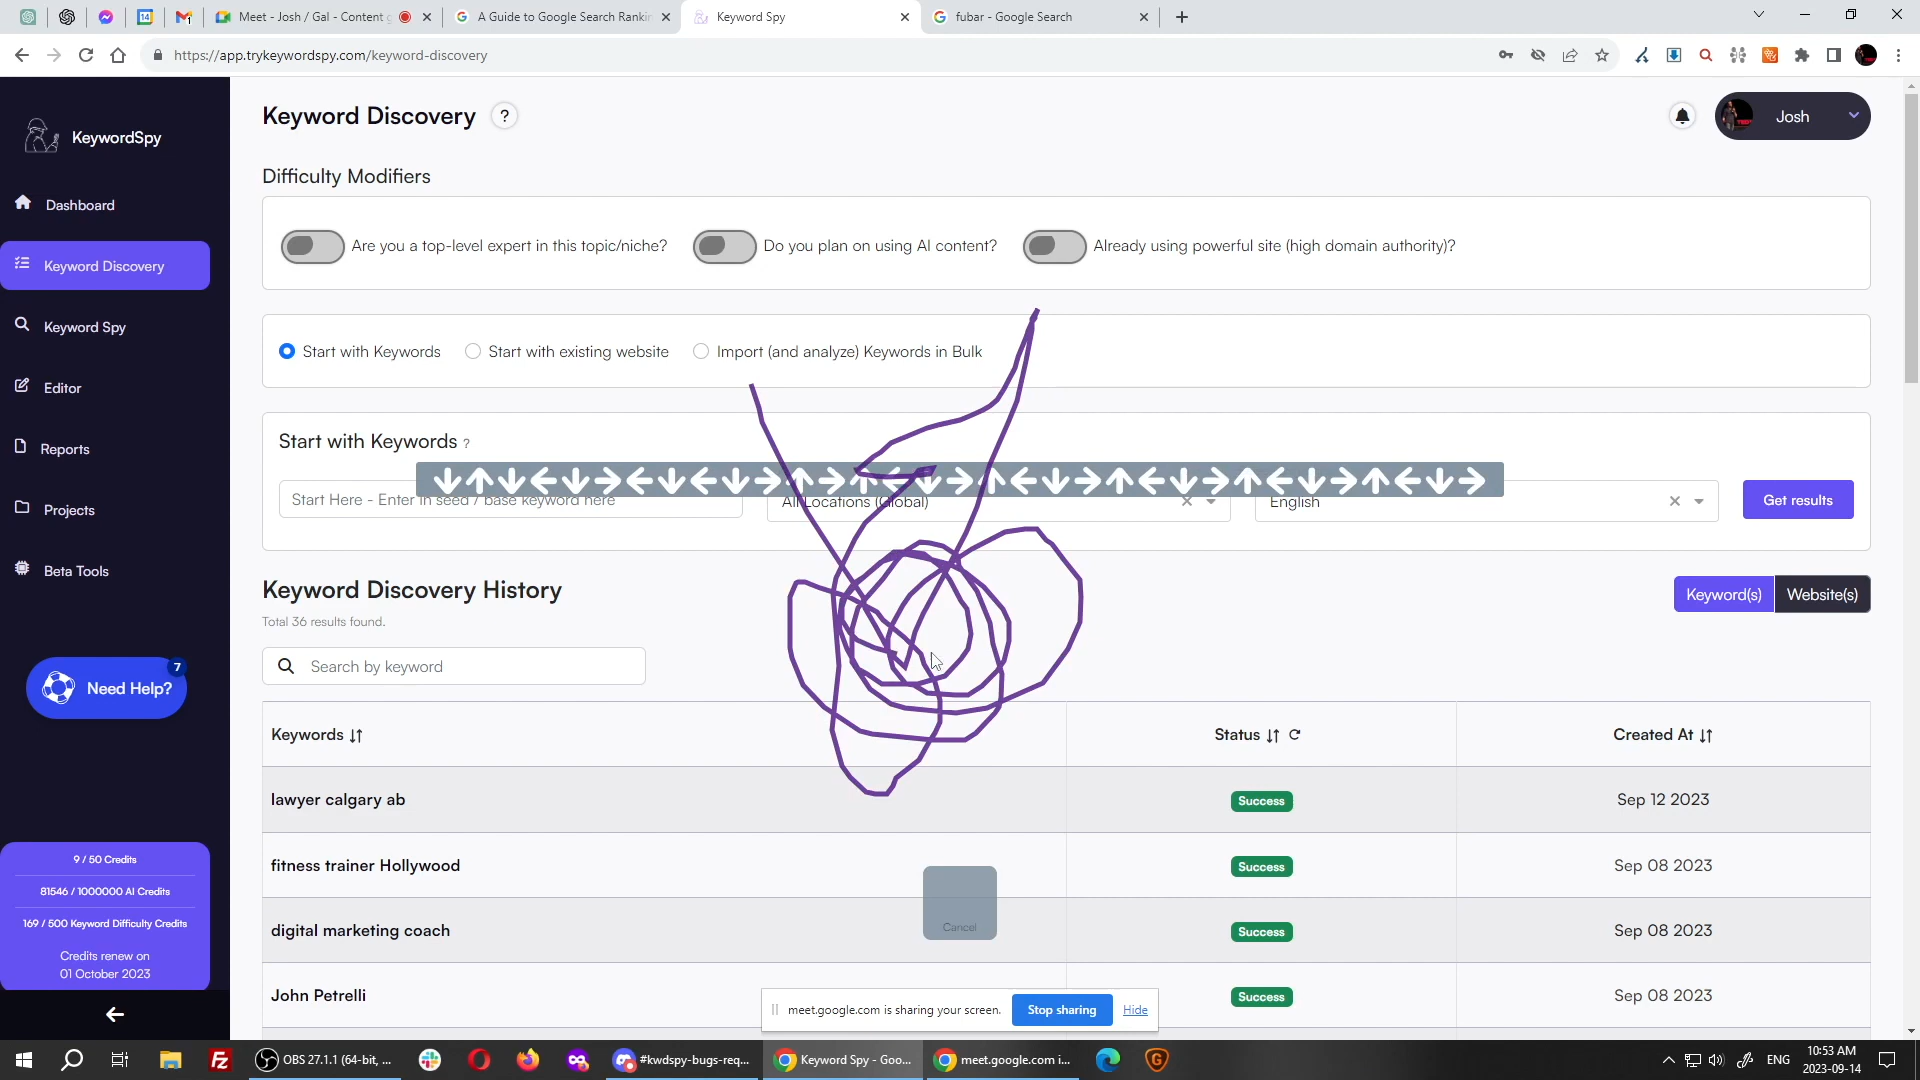 Meet - Josh / Gal - Content
A Guide to Google Search Rankin
Keyword Spy
fubar - Google Search
https://app.trykeywordspy.com/keyword-discovery
KeywordSpy
Keyword Discovery ?
Josh
Difficulty Modifiers
Dashboard
Are you a top-level expert in this topic/niche?
Do you plan on using AI content?
Already using powerful site (high domain authority)?
Keyword Discovery
Keyword Spy
Start with Keywords
Start with existing website
Import (and analyze) Keywords in Bulk
Editor
Start with Keywords ?
Reports
Start Here - Enter in seed / base keyword here
All Locations (Global)
English
Get results
Projects
Beta Tools
Keyword Discovery History
Keyword(s)
Website(s)
Total 36 results found.
Search by keyword
Need Help?
7
Keywords
Status
Created At
lawyer calgary ab
Success
Sep 12 2023
fitness trainer Hollywood
Success
Sep 08 2023
digital marketing coach
Success
Sep 08 2023
John Petrelli
Success
Sep 08 2023
9 / 50 Credits
81546 / 1000000 AI Credits
169 / 500 Keyword Difficulty Credits
Credits renew on
01 October 2023
Cancel
meet.google.com is sharing your screen.
Stop sharing
Hide
OBS 27.1.1 (64-bit, ...
#kwdspy-bugs-req...
Keyword Spy - Goo...
meet.google.com i...
ENG
10:53 AM
2023-09-14